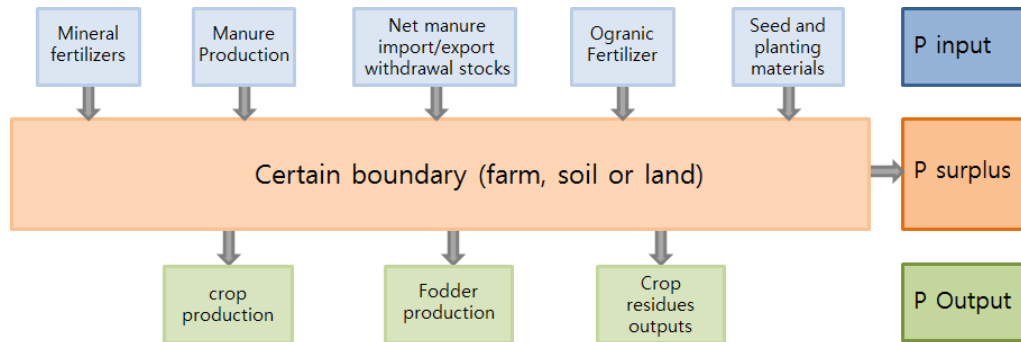 Mineral
fertilizers
Manure
Production
Net manure
import/export
withdrawal stocks
Ogranic
Fertilizer
Seed and
planting
materials
P input
Certain boundary (farm, soil or land)
P surplus
crop
production
Fodder
production
Crop
residues
outputs
P Output